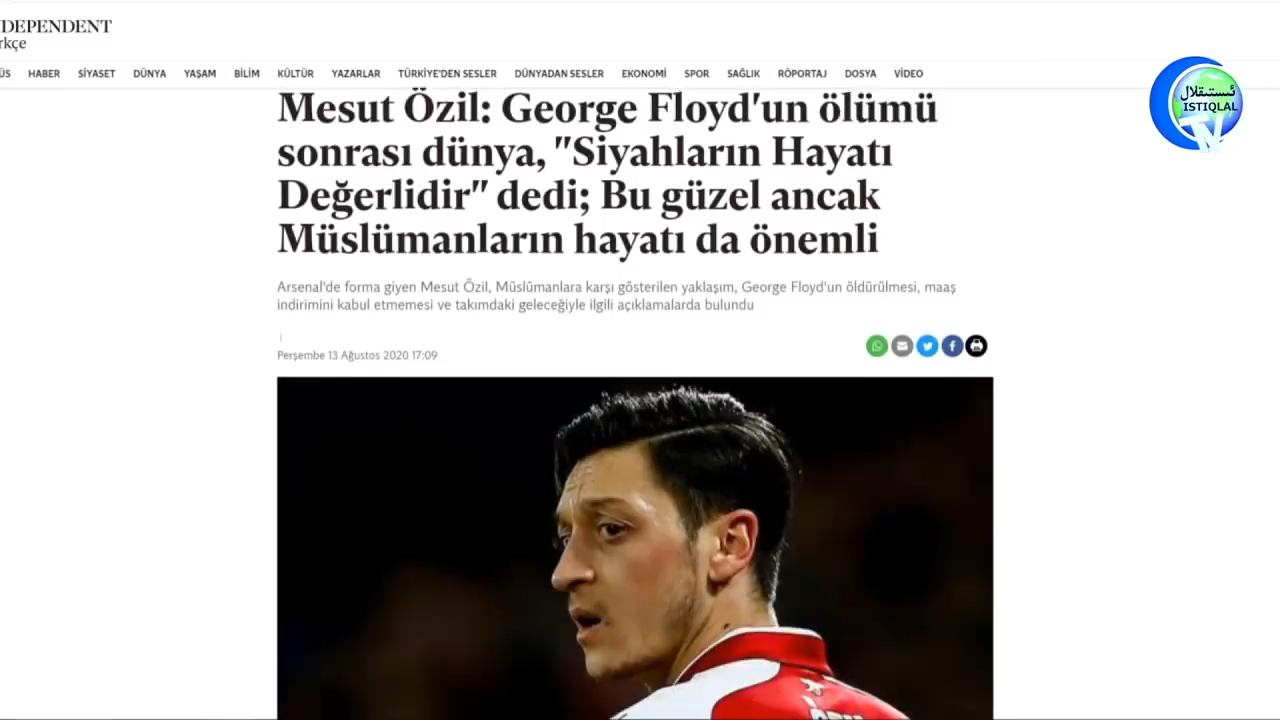 DEPENDENT
rkçe
ÜS HABER SİYASET DÜNYA YAŞAM BİLİM KÜLTÜR YAZARLAR TÜRKİYE'DEN SESLER DÜNYADAN SESLER EKONOMİ SPOR SAĞLIK RÖPORTAJ DOSYA VİDEO
ئىستىقلال
ISTIQLAL
TV
Mesut Özil: George Floyd'un ölümü
sonrası dünya, "Siyahların Hayatı
Değerlidir" dedi; Bu güzel ancak
Müslümanların hayatı da önemli
Arsenal'de forma giyen Mesut Özil, Müslümanlara karşı gösterilen yaklaşım, George Floyd'un öldürülmesi, maaş
indirimini kabul etmemesi ve takımdaki geleceğiyle ilgili açıklamalarda bulundu
Perşembe 13 Ağustos 2020 17:09